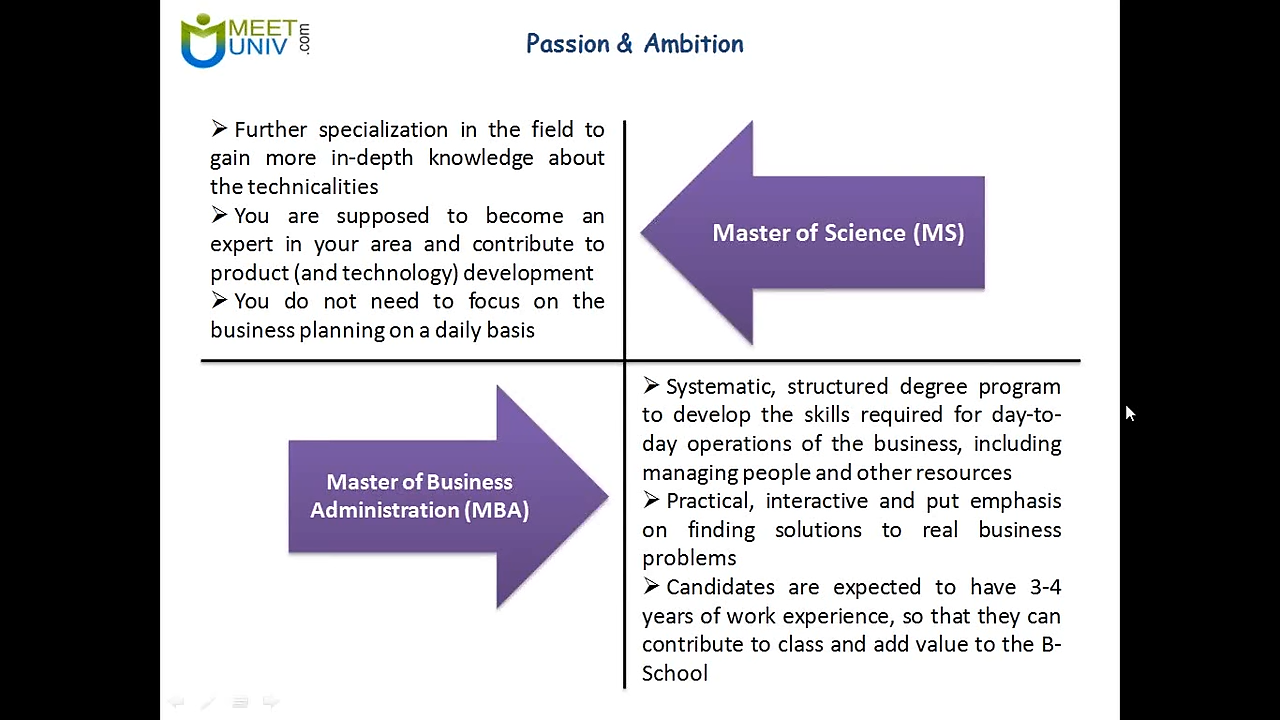 MEET
UNIV
.com
Passion & Ambition
➢ Further specialization in the field to
gain more in-depth knowledge about
the technicalities
➢ You are supposed to become an
expert in your area and contribute to
product (and technology) development
➢ You do not need to focus on the
business planning on a daily basis
Master of Science (MS)
Master of Business
Administration (MBA)
➢ Systematic, structured degree program
to develop the skills required for day-to-
day operations of the business, including
managing people and other resources
➢ Practical, interactive and put emphasis
on finding solutions to real business
problems
➢ Candidates are expected to have 3-4
years of work experience, so that they can
contribute to class and add value to the B-
School